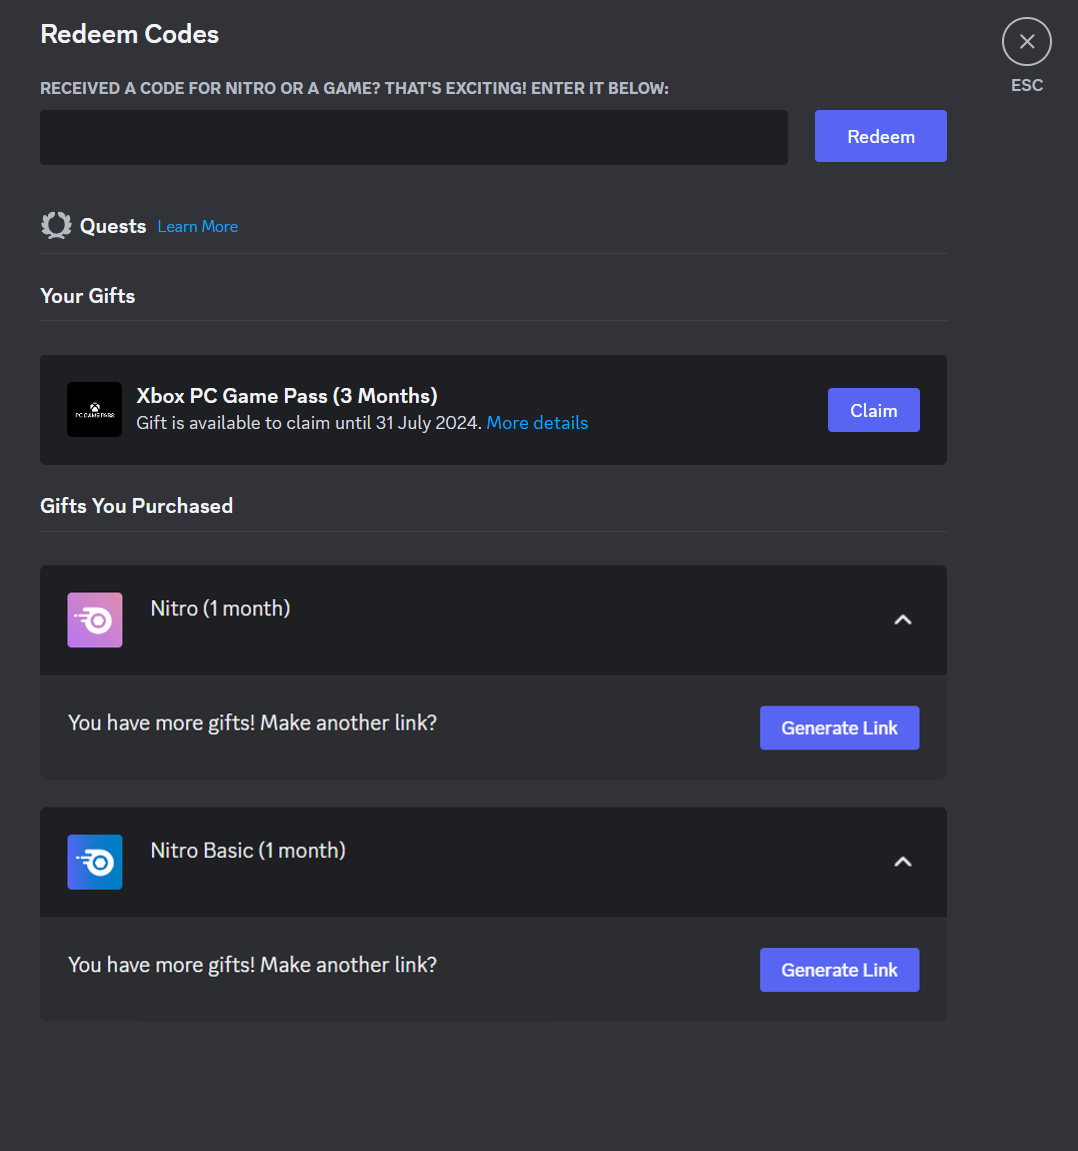 Redeem Codes
ESC
RECEIVED A CODE FOR NITRO OR A GAME? THAT'S EXCITING! ENTER IT BELOW:
Redeem
Quests Learn More
Your Gifts
PC GAME PASS
Xbox PC Game Pass (3 Months)
Gift is available to claim until 31 July 2024. More details
Claim
Gifts You Purchased
Nitro (1 month)
You have more gifts! Make another link?
Generate Link
Nitro Basic (1 month)
You have more gifts! Make another link?
Generate Link